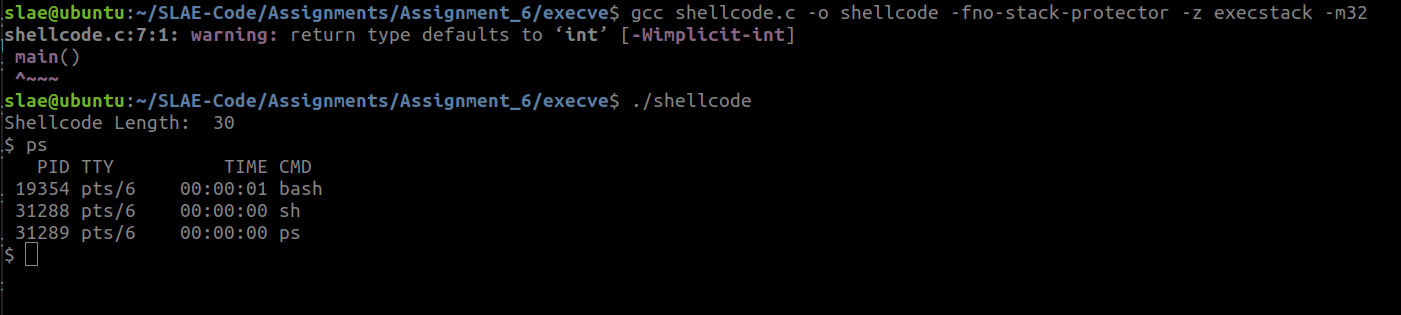 slae@ubuntu:~/SLAE-Code/Assignments/Assignment_6/execve$ gcc shellcode.c -o shellcode -fno-stack-protector -z execstack -m32
shellcode.c:7:1: warning: return type defaults to ‘int’ [-Wimplicit-int]
 main()
 ^~~~
slae@ubuntu:~/SLAE-Code/Assignments/Assignment_6/execve$ ./shellcode
Shellcode Length:  30
$ ps
   PID TTY          TIME CMD
 19354 pts/6    00:00:01 bash
 31288 pts/6    00:00:00 sh
 31289 pts/6    00:00:00 ps
$